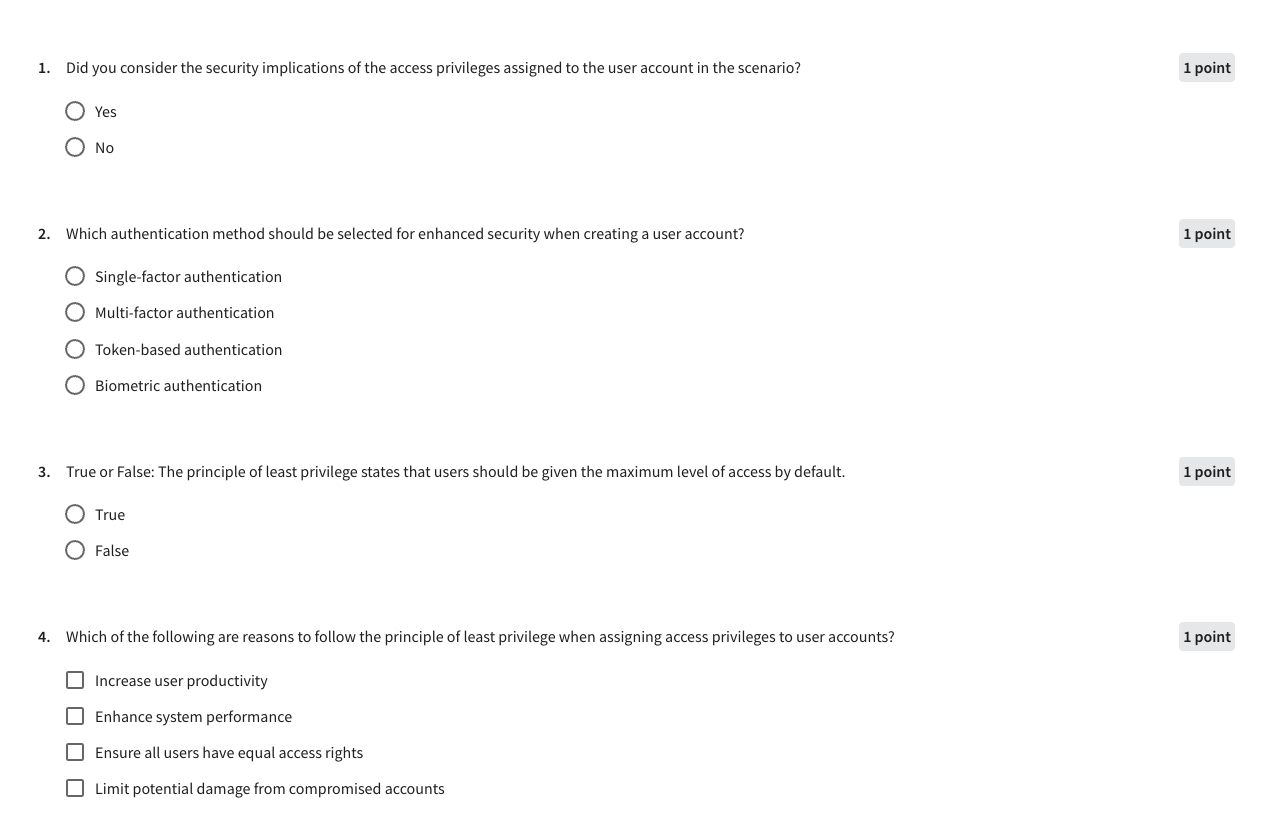 1. Did you consider the security implications of the access privileges assigned to the user account in the scenario? 1 point
Yes
No
2. Which authentication method should be selected for enhanced security when creating a user account? 1 point
Single-factor authentication
Multi-factor authentication
Token-based authentication
Biometric authentication
3. True or False: The principle of least privilege states that users should be given the maximum level of access by default. 1 point
True
False
4. Which of the following are reasons to follow the principle of least privilege when assigning access privileges to user accounts? 1 point
Increase user productivity
Enhance system performance
Ensure all users have equal access rights
Limit potential damage from compromised accounts